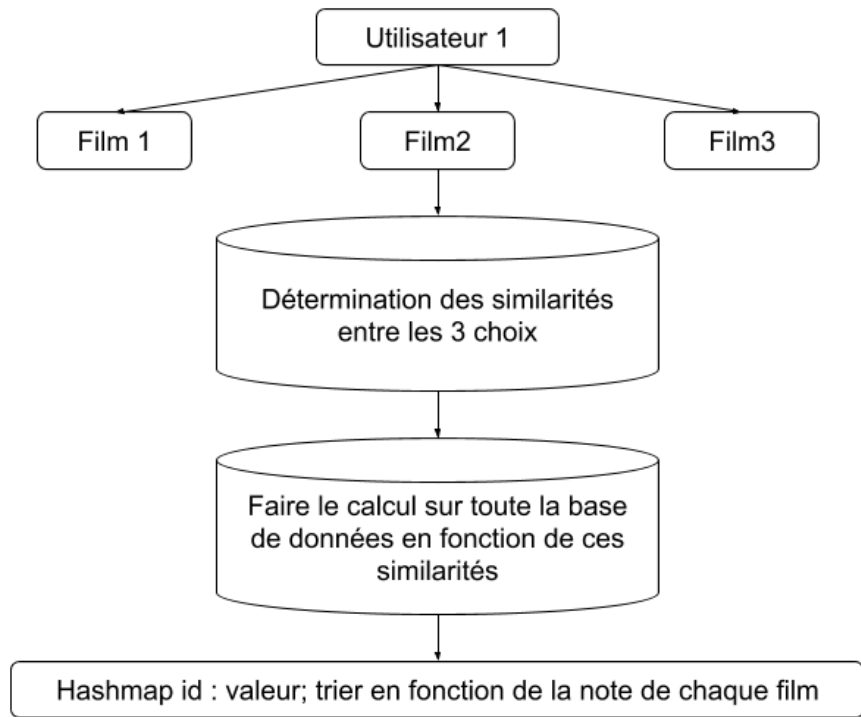 Utilisateur 1
Film 1
Film2
Film3
Détermination des similarités
entre les 3 choix
Faire le calcul sur toute la base
de données en fonction de ces
similarités
Hashmap id : valeur; trier en fonction de la note de chaque film